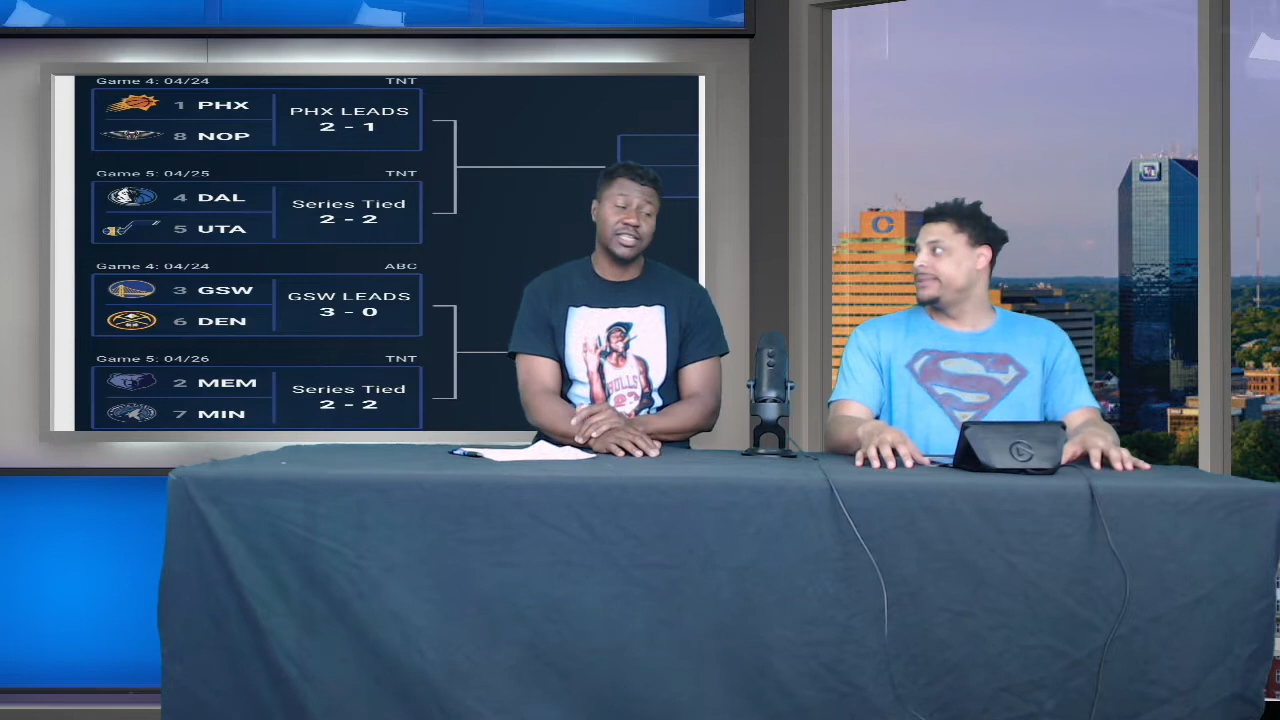 Game 4: 04/24 TNT
1 PHX
8 NOP
PHX LEADS
2 - 1
Game 5: 04/25 TNT
4 DAL
5 UTA
Series Tied
2 - 2
Game 4: 04/24 ABC
3 GSW
6 DEN
GSW LEADS
3 - 0
Game 5: 04/26 TNT
2 MEM
7 MIN
Series Tied
2 - 2
BULLS
23